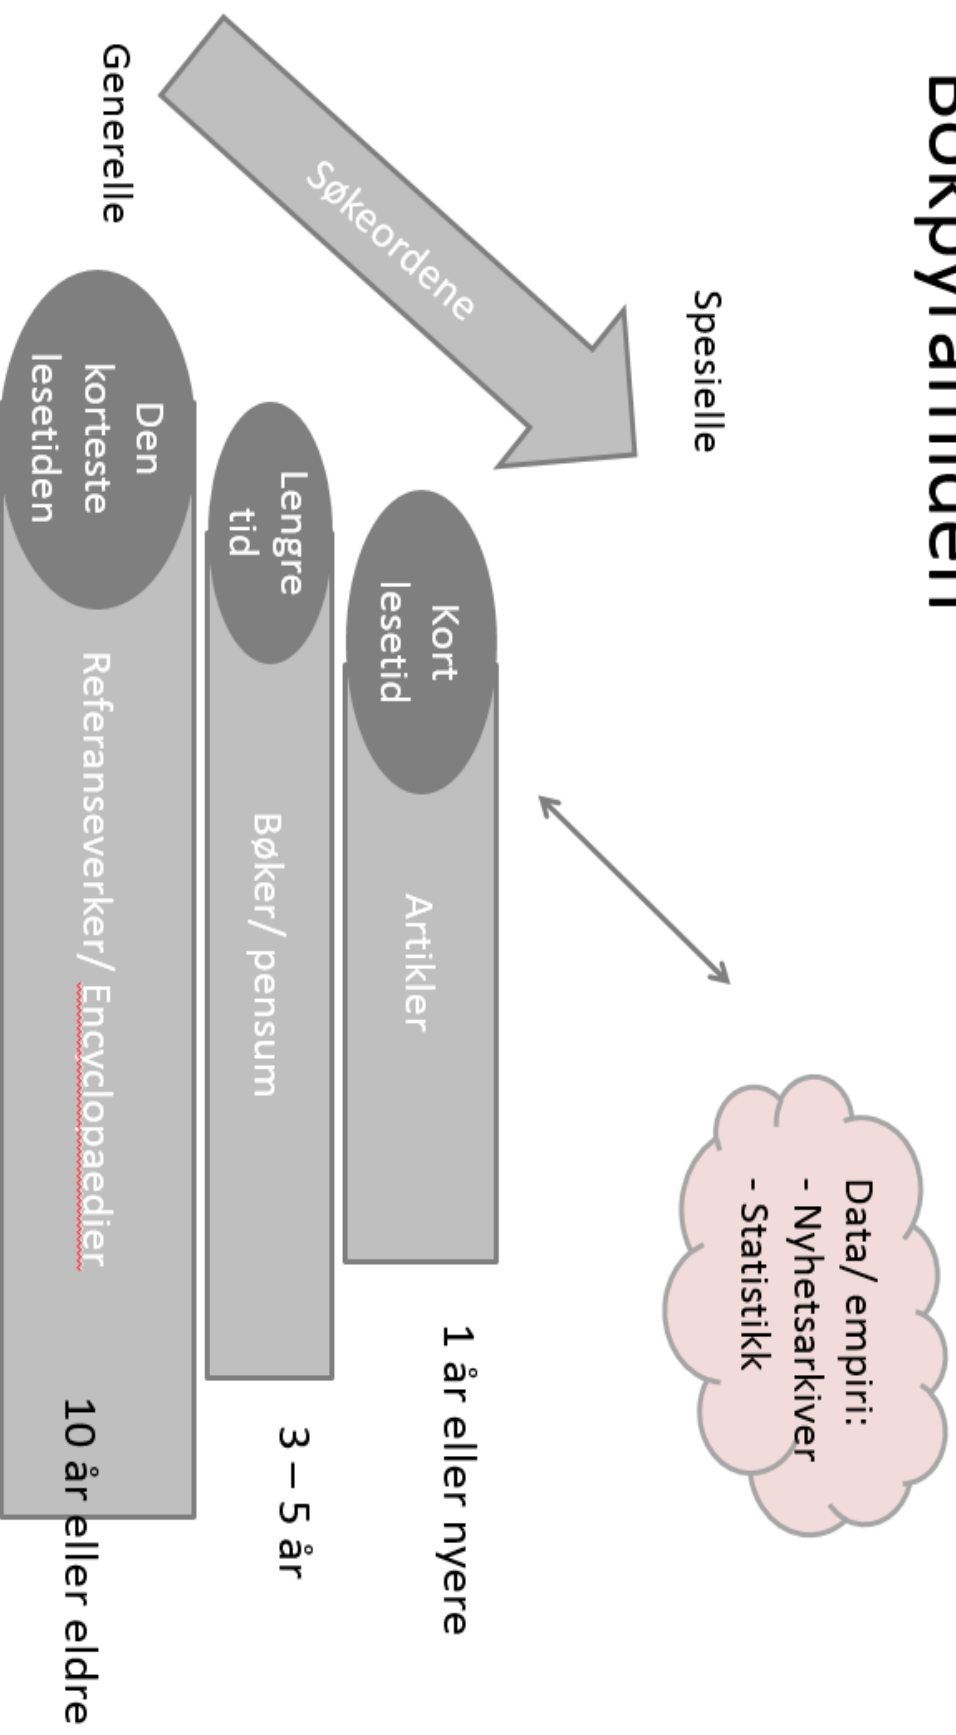 Bokpyramiden
Spesielle
Søkeordene
Generelle
Data/ empiri:
- Nyhetsarkiver
- Statistikk
Kort
lesetid
Artikler
1 år eller nyere
Lengre
tid
Bøker/ pensum
3 – 5 år
Den
korteste
lesetiden
Referanseverker/ Encyclopaedier
10 år eller eldre